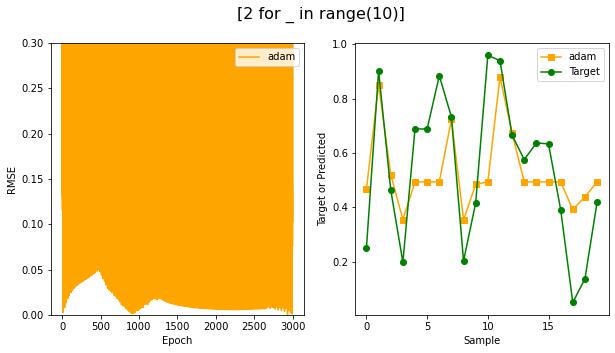 [2 for _ in range(10)]
0.30
0.25
0.20
0.15
0.10
0.05
0.00
RMSE
0 500 1000 1500 2000 2500 3000
Epoch
adam
1.0
0.8
0.6
0.4
0.2
Target or Predicted
0 5 10 15
Sample
adam
Target